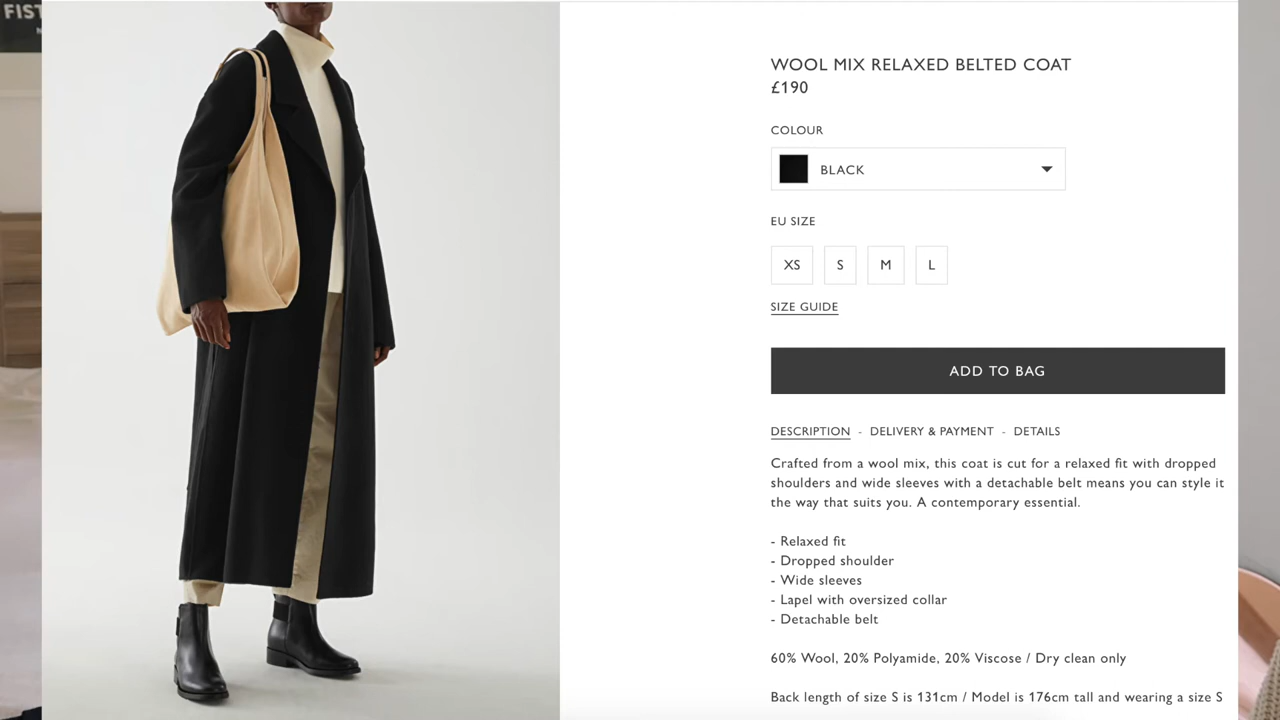 FIST
WOOL MIX RELAXED BELTED COAT
£190
COLOUR
BLACK
EU SIZE
XS S M L
SIZE GUIDE
ADD TO BAG
DESCRIPTION - DELIVERY & PAYMENT - DETAILS
Crafted from a wool mix, this coat is cut for a relaxed fit with dropped
shoulders and wide sleeves with a detachable belt means you can style it
the way that suits you. A contemporary essential.
- Relaxed fit
- Dropped shoulder
- Wide sleeves
- Lapel with oversized collar
- Detachable belt
60% Wool, 20% Polyamide, 20% Viscose / Dry clean only
Back length of size S is 131cm / Model is 176cm tall and wearing a size S